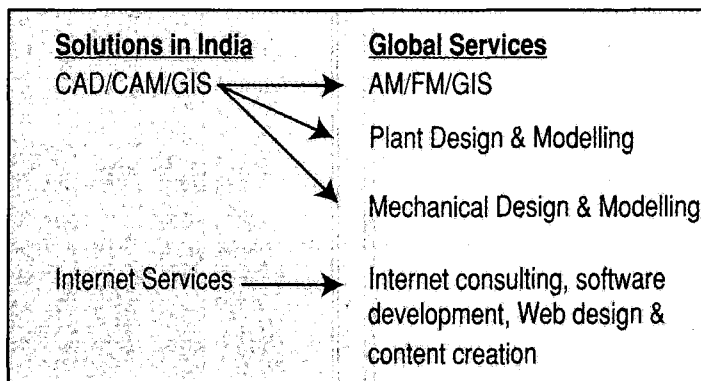 Solutions in India
CAD/CAM/GIS
Internet Services
Global Services
AM/FM/GIS
Plant Design & Modelling
Mechanical Design & Modelling
Internet consulting, software
development, Web design &
content creation